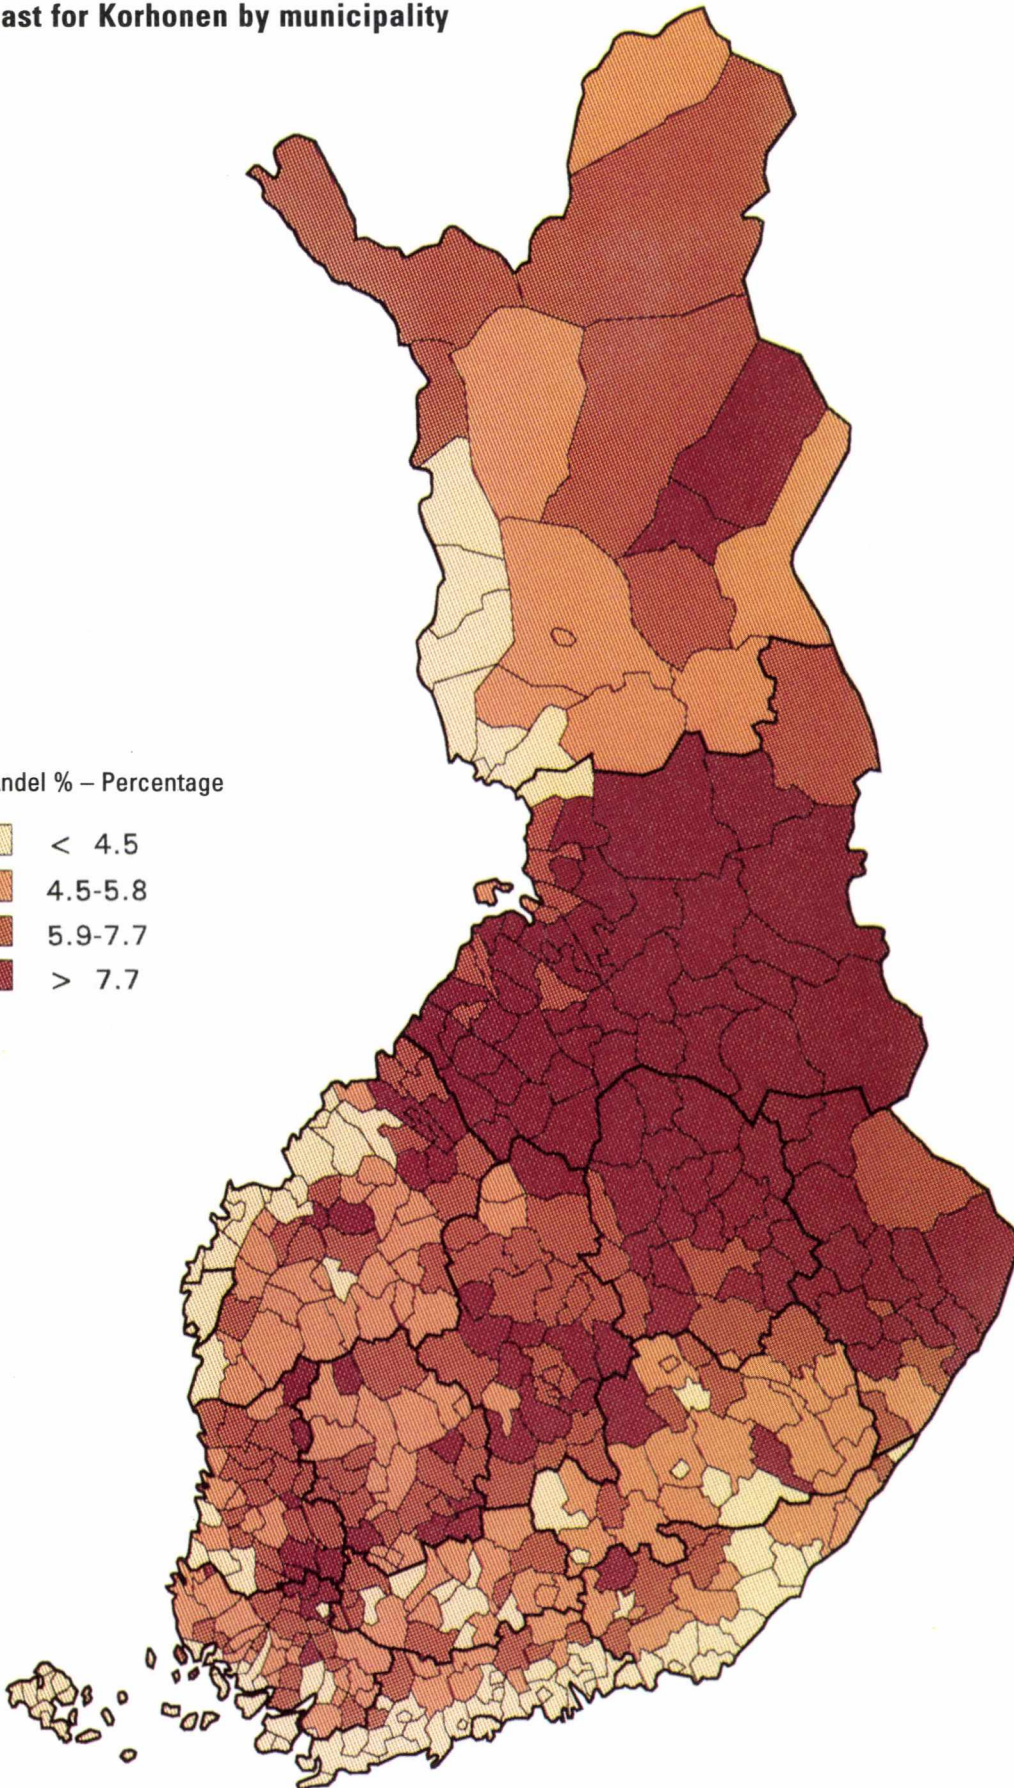 ast for Korhonen by municipality
ndel % – Percentage
< 4.5
4.5-5.8
5.9-7.7
> 7.7